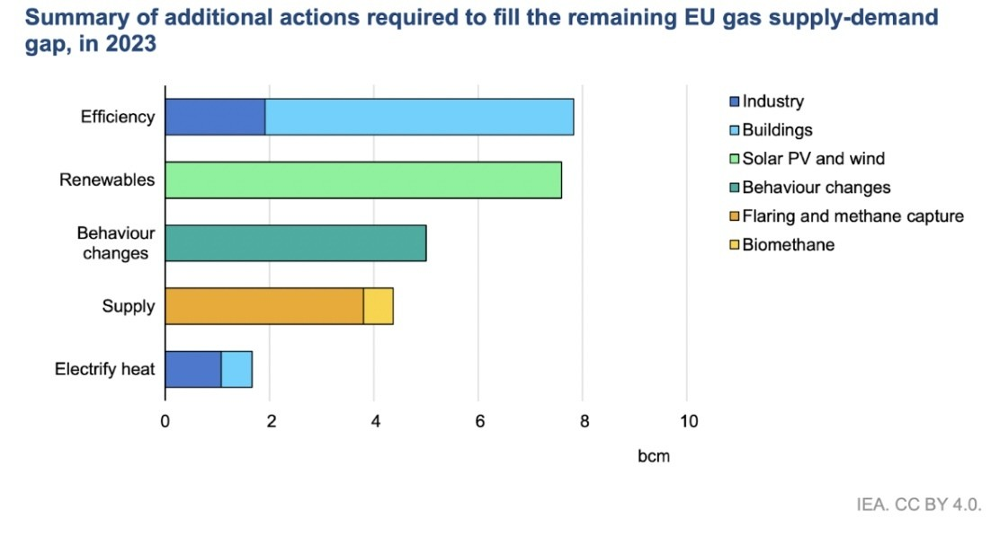 Summary of additional actions required to fill the remaining EU gas supply-demand
gap, in 2023
Efficiency
Renewables
Behaviour
changes
Supply
Electrify heat
0 2 4 6 8 10
bcm
Industry
Buildings
Solar PV and wind
Behaviour changes
Flaring and methane capture
Biomethane
IEA. CC BY 4.0.